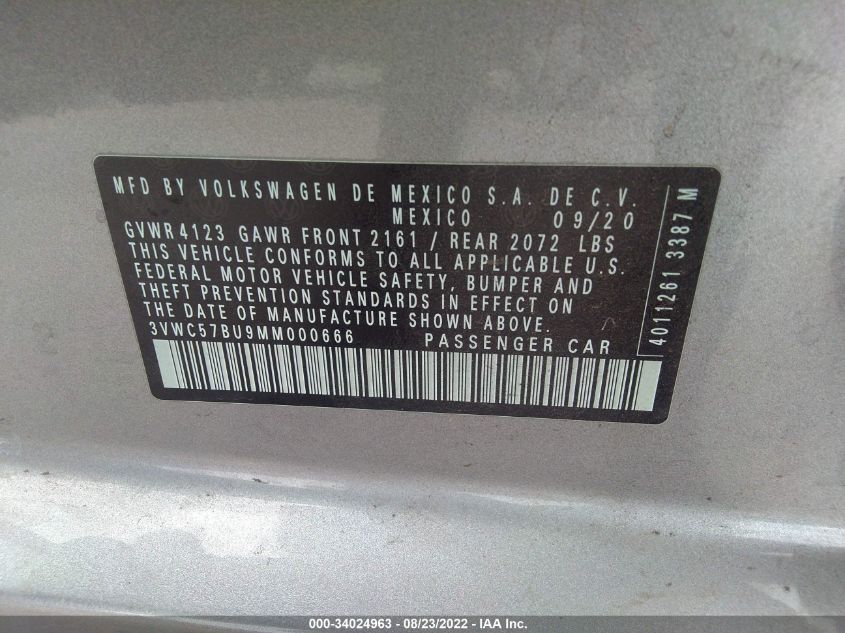 MFD BY VOLKSWAGEN DE MEXICO S.A. DE C.V.
MEXICO 09/20
GVWR 4123 GAWR FRONT 2161 / REAR 2072 LBS
THIS VEHICLE CONFORMS TO ALL APPLICABLE U.S.
FEDERAL MOTOR VEHICLE SAFETY, BUMPER AND
THEFT PREVENTION STANDARDS IN EFFECT ON
THE DATE OF MANUFACTURE SHOWN ABOVE.
3VWC57BU9MM000666 PASSENGER CAR
4011261 3387 M
000-34024963 - 08/23/2022 - IAA Inc.